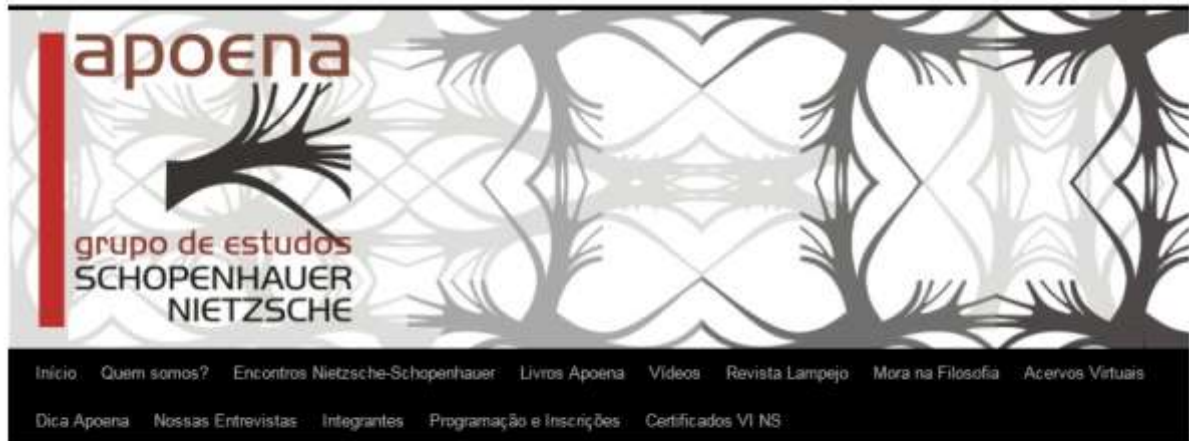 apoena
grupo de estudos
SCHOPENHAUER
NIETZSCHE
Início Quem somos? Encontros Nietzsche-Schopenhauer Livros Apoena Vídeos Revista Lampejo Mora na Filosofia Acervos Virtuais
Dica Apoena Nossas Entrevistas Integrantes Programação e Inscrições Certificados VI NS